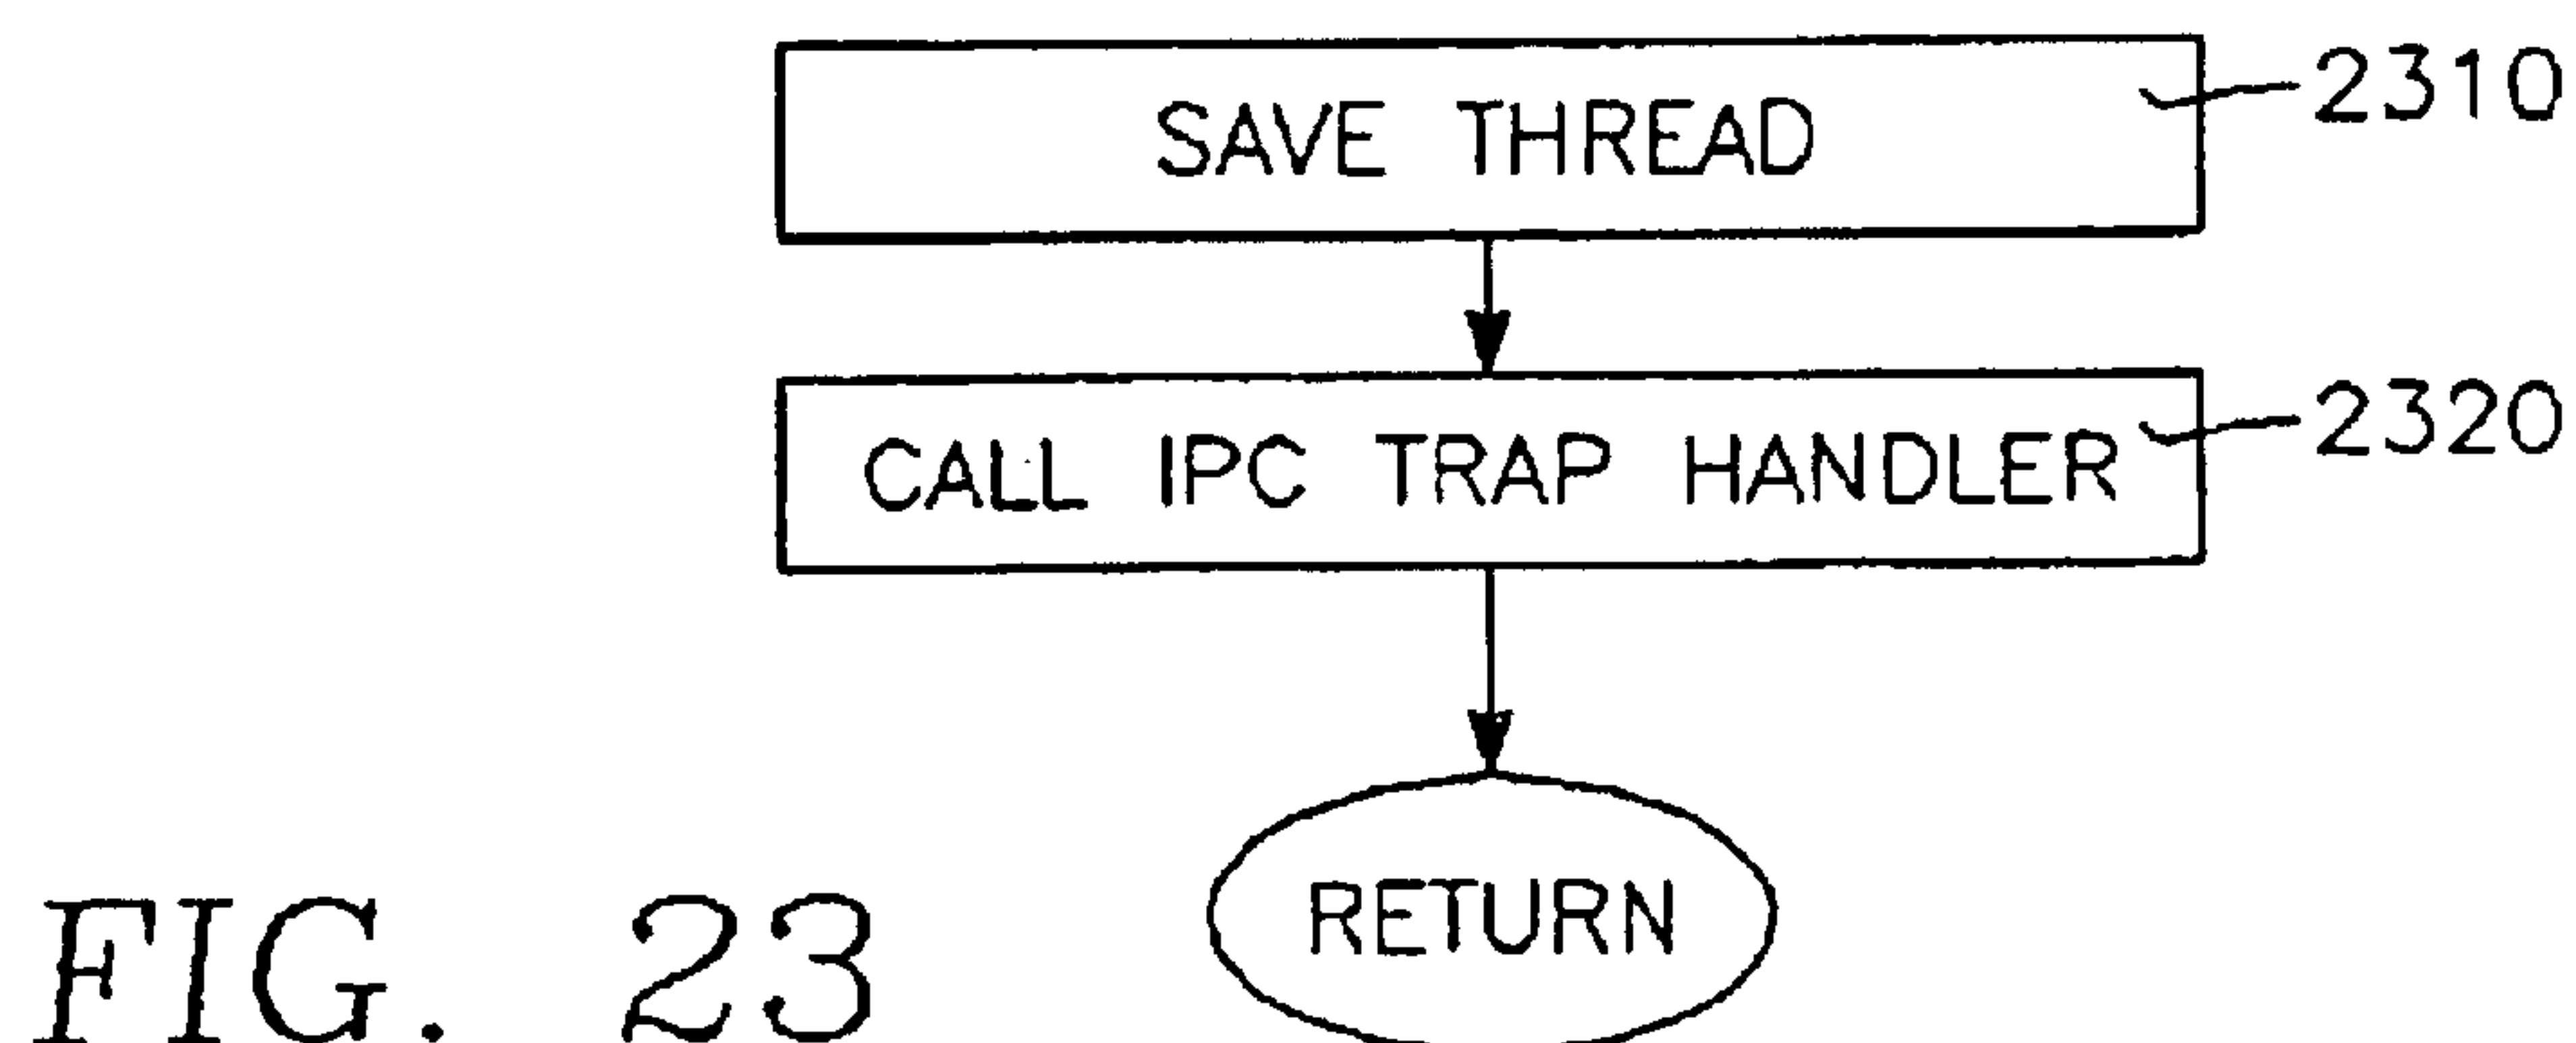 SAVE THREAD
2310
CALL IPC TRAP HANDLER
2320
RETURN
FIG. 23